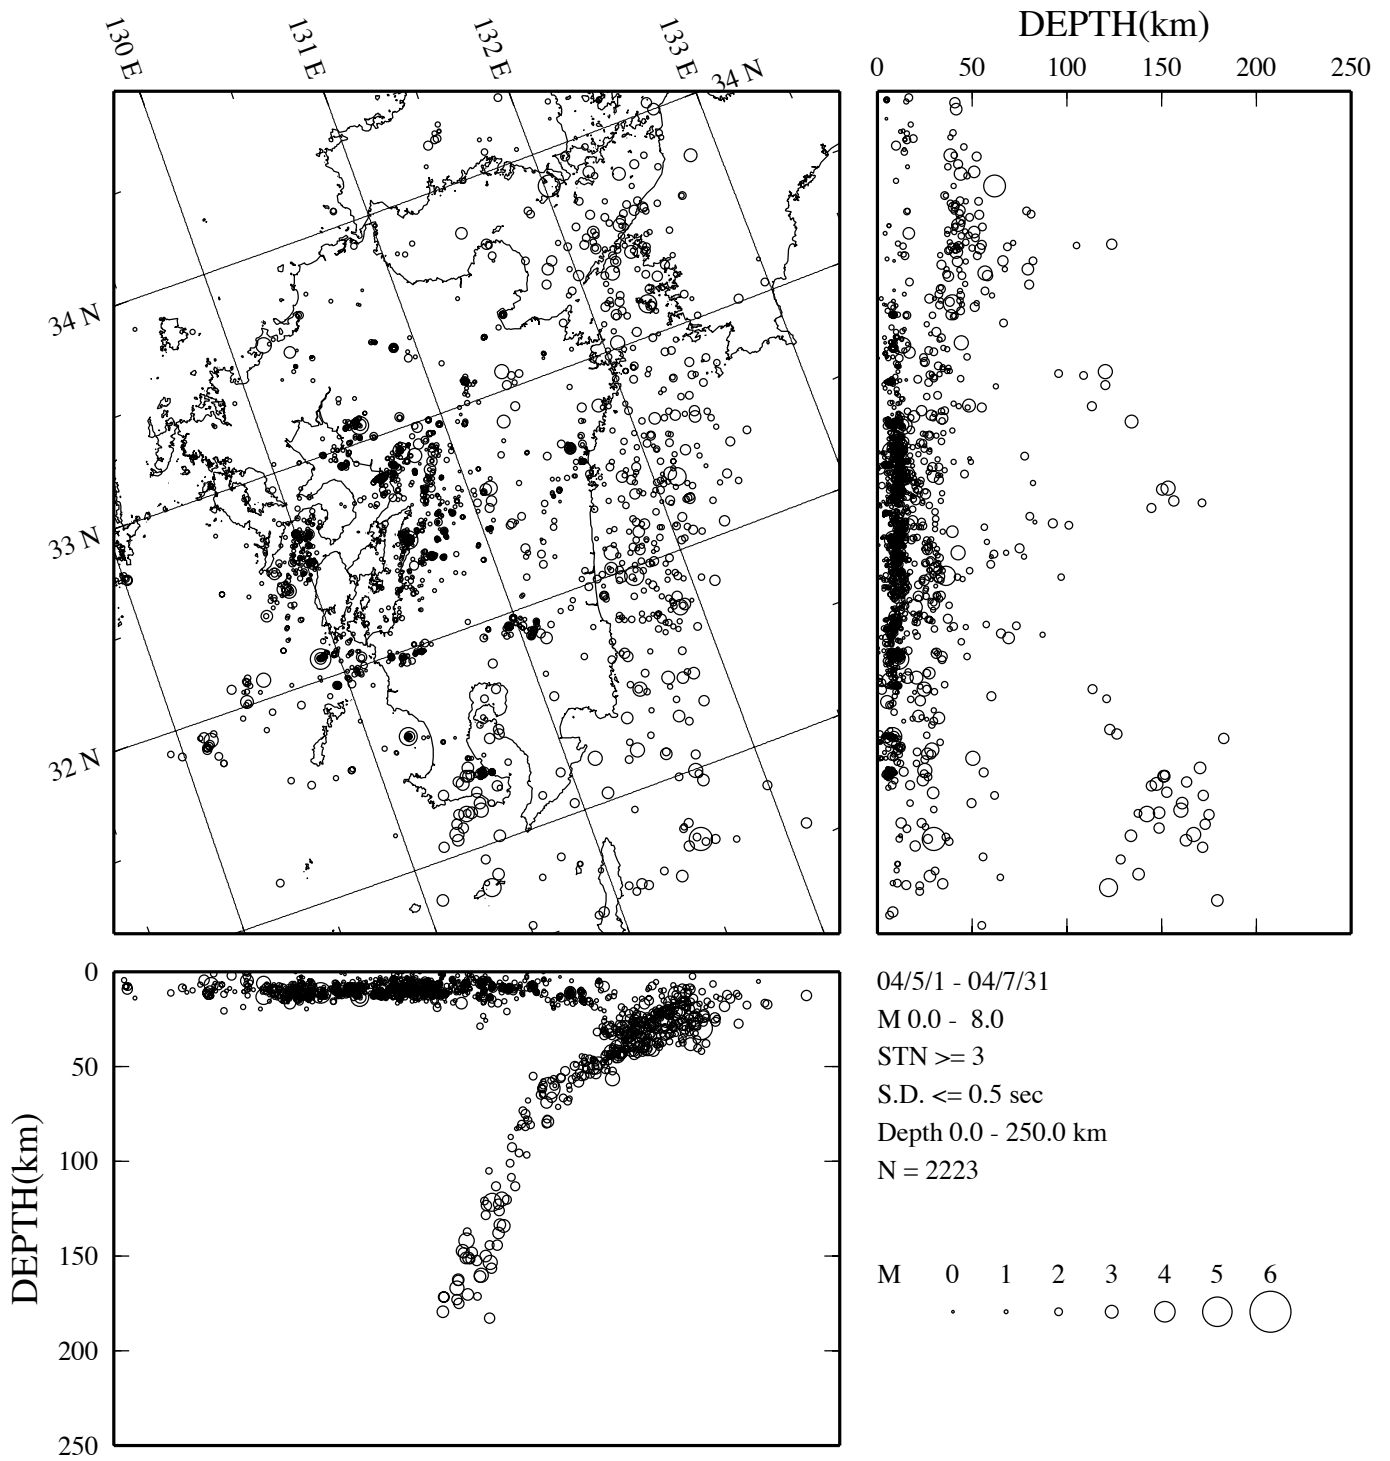 130 E
131 E
132 E
133 E
34 N
DEPTH(km)
0 50 100 150 200 250
34 N
33 N
32 N
0
50
100
150
200
250
DEPTH(km)
04/5/1 - 04/7/31
M 0.0 - 8.0
STN >= 3
S.D. <= 0.5 sec
Depth 0.0 - 250.0 km
N = 2223
M 0 1 2 3 4 5 6